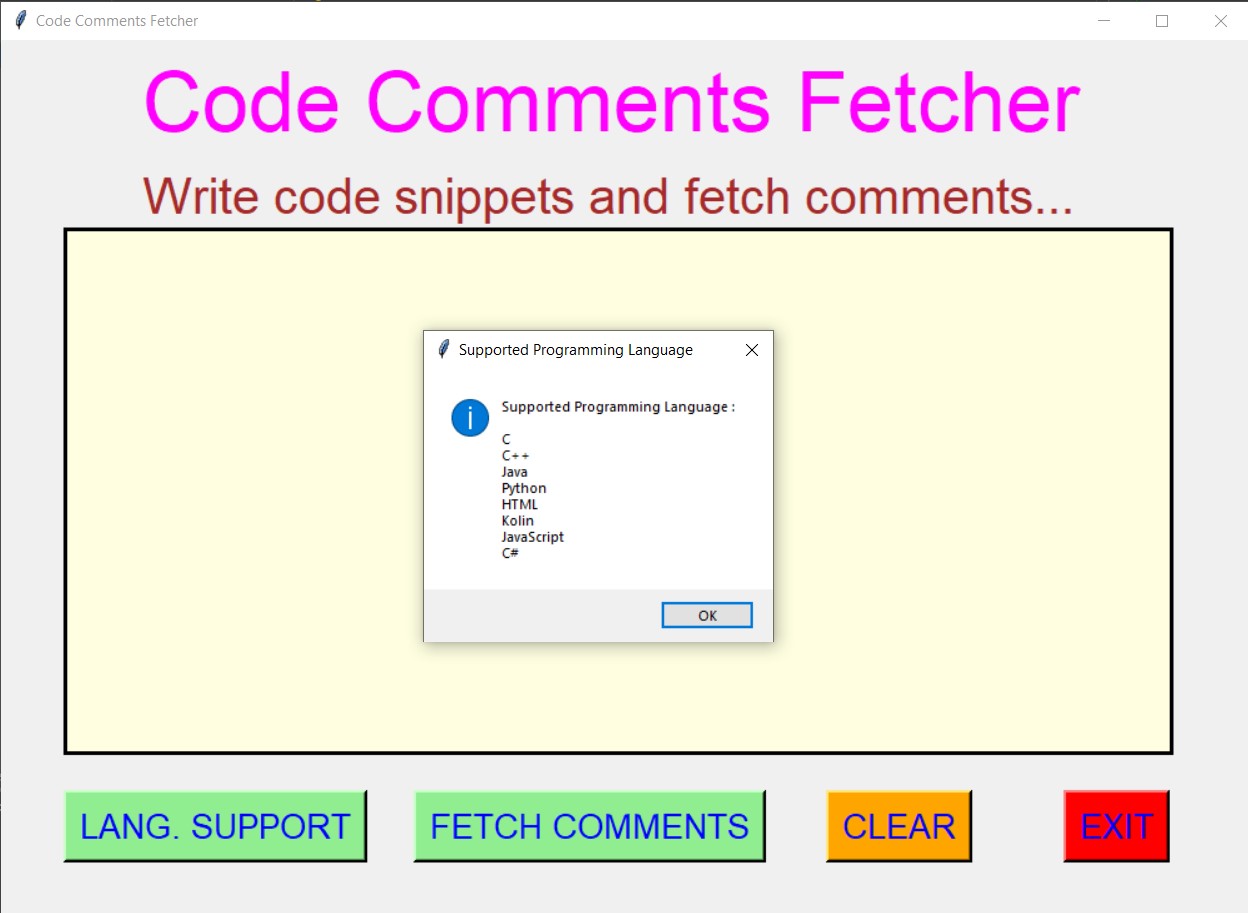 Code Comments Fetcher
Code Comments Fetcher
Write code snippets and fetch comments...
Supported Programming Language
Supported Programming Language :
C
C++
Java
Python
HTML
Kolin
JavaScript
C#
OK
LANG. SUPPORT
FETCH COMMENTS
CLEAR
EXIT